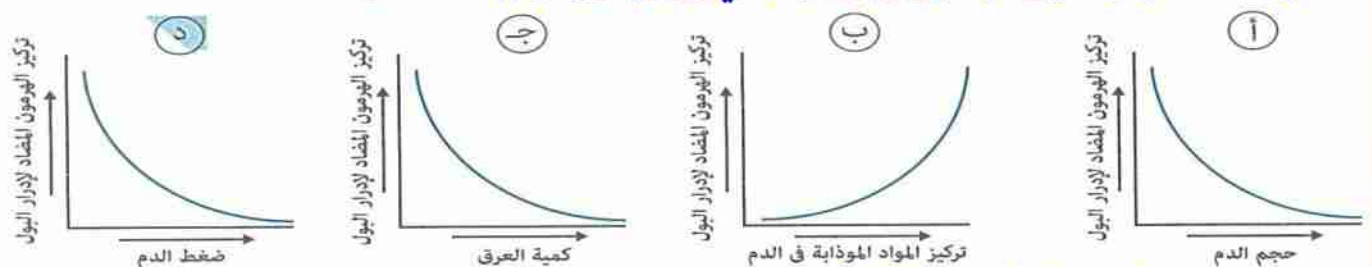 أ
تركيز الهرمون المضاد لإدرار البول
حجم الدم
ب
تركيز الهرمون المضاد لإدرار البول
تركيز المواد الموذابة فى الدم
جـ
تركيز الهرمون المضاد لإدرار البول
كمية العرق
د
تركيز الهرمون المضاد لإدرار البول
ضغط الدم